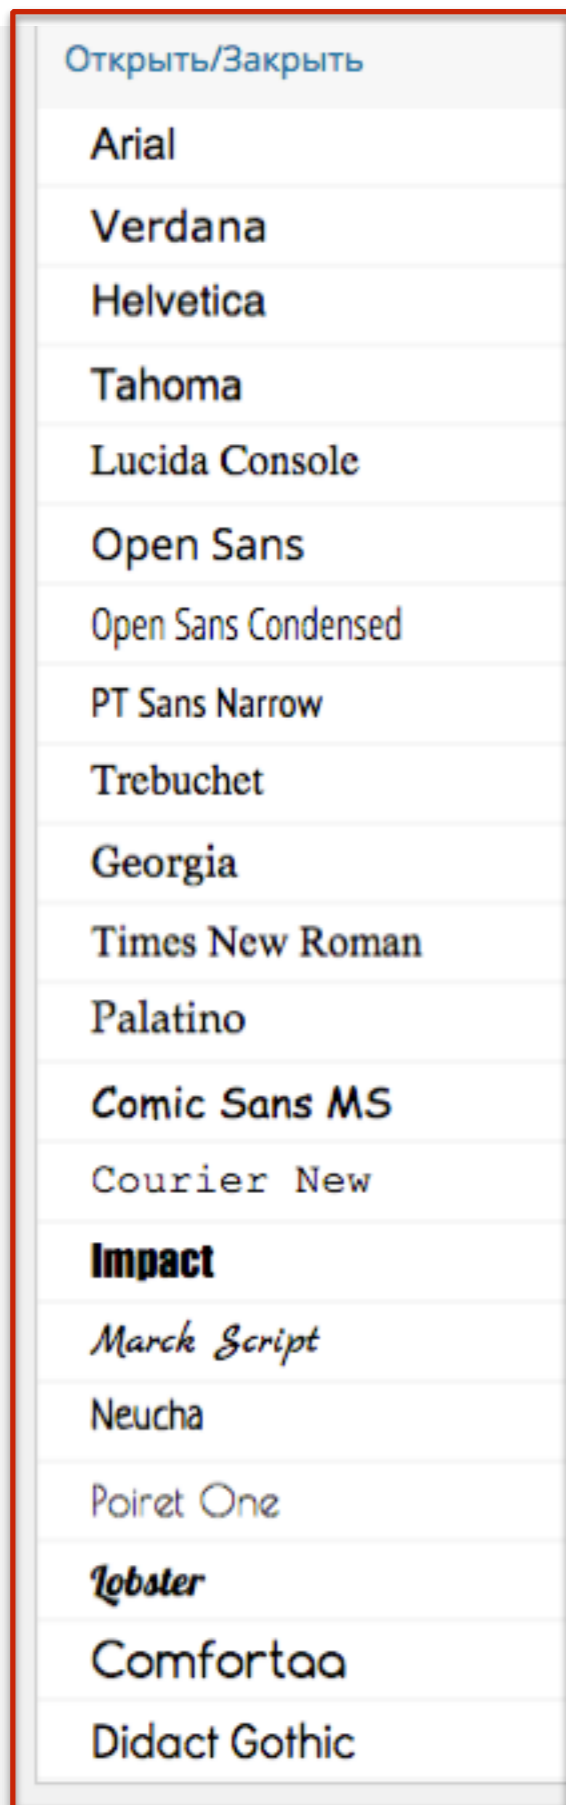 Открыть/Закрыть
Arial
Verdana
Helvetica
Tahoma
Lucida Console
Open Sans
Open Sans Condensed
PT Sans Narrow
Trebuchet
Georgia
Times New Roman
Palatino
Comic Sans MS
Courier New
Impact
Marck Script
Neucha
Poiret One
Lobster
Comfortaa
Didact Gothic